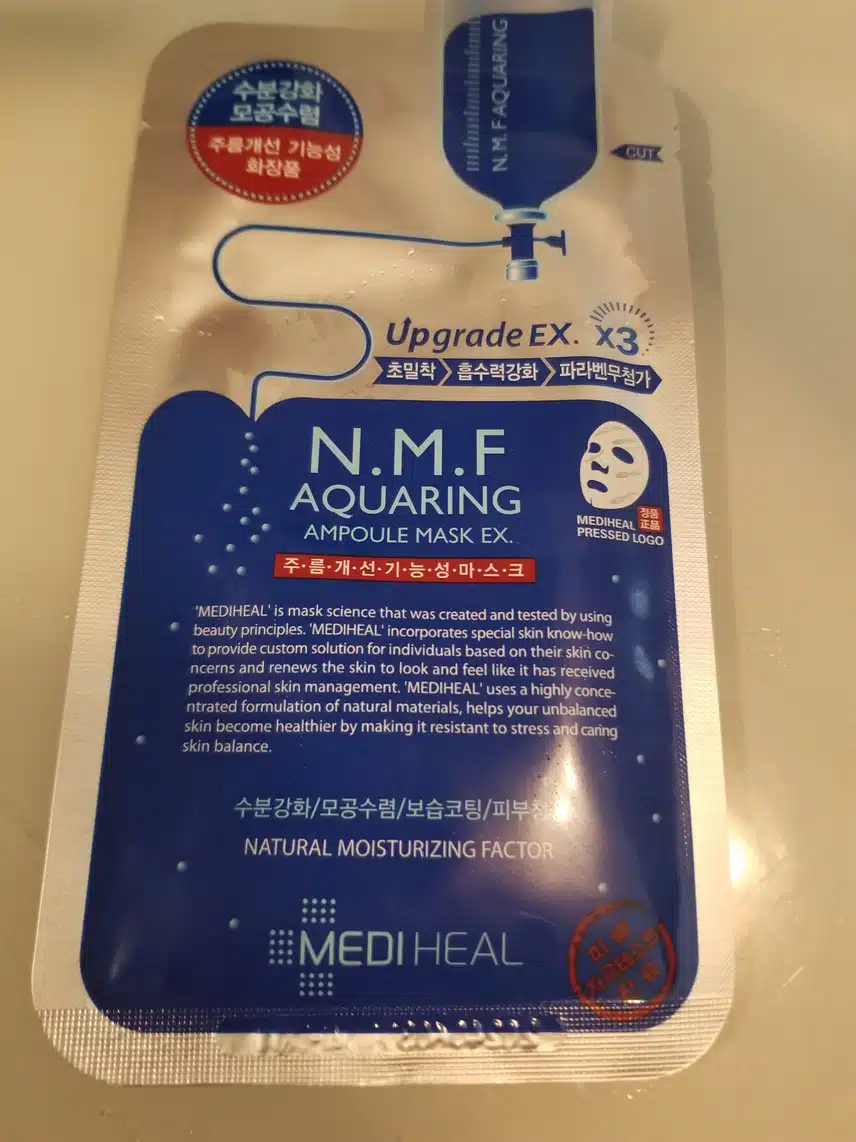 수분강화
모공수렴
주름개선 기능성
화장품
N.M.F AQUARING
CUT
Upgrade EX. X3
초밀착 흡수력강화 파라벤무첨가
N.M.F
AQUARING
AMPOULE MASK EX.
주·름·개·선·기·능·성·마·스·크
MEDIHEAL 정품 正品
PRESSED LOGO
'MEDIHEAL' is mask science that was created and tested by using
beauty principles. 'MEDIHEAL' incorporates special skin know-how
to provide custom solution for individuals based on their skin co-
ncerns and renews the skin to look and feel like it has received
professional skin management. 'MEDIHEAL' uses a highly conce-
ntrated formulation of natural materials, helps your unbalanced
skin become healthier by making it resistant to stress and caring
skin balance.
수분강화/모공수렴/보습코팅/
NATURAL MOISTURIZING FACTOR
MEDIHEAL